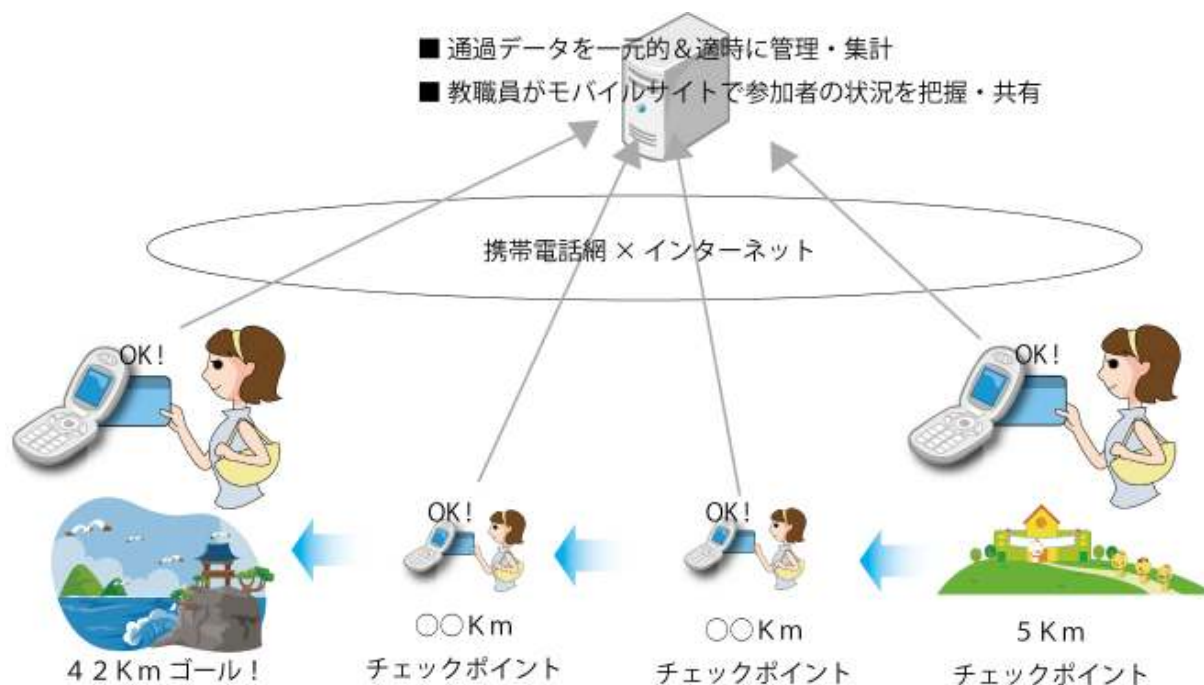 ■ 通過データを一元的&適時に管理・集計
■ 教職員がモバイルサイトで参加者の状況を把握・共有
携帯電話網 × インターネット
OK!
OK!
OK!
OK!
42Kmゴール!
○○Km
チェックポイント
○○Km
チェックポイント
5Km
チェックポイント